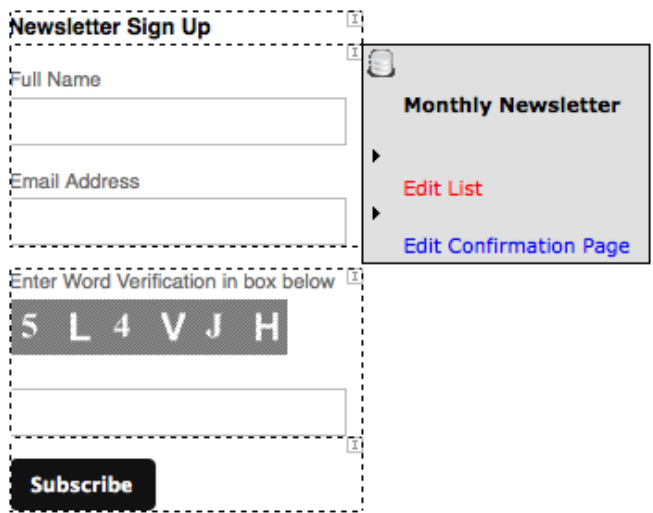 Newsletter Sign Up
Full Name
Email Address
Monthly Newsletter
Edit List
Edit Confirmation Page
Enter Word Verification in box below
5 L 4 V J H
Subscribe